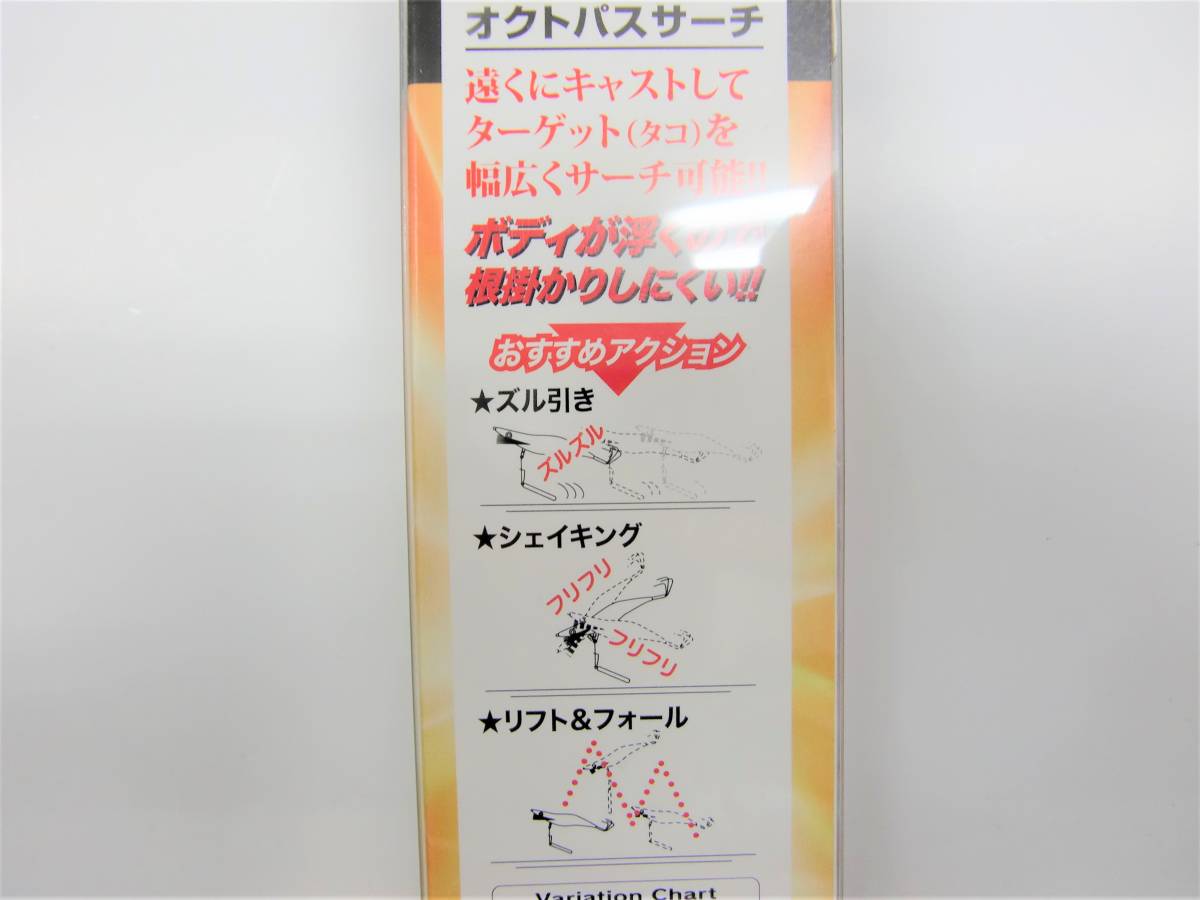 オクトパスサーチ
遠くにキャストして
ターゲット(タコ)を
幅広くサーチ可能!!
ボディが浮くので
根掛かりしにくい!!
おすすめアクション
★ズル引き
ズルズル
★シェイキング
フリフリ
フリフリ
★リフト&フォール
Variation Chart